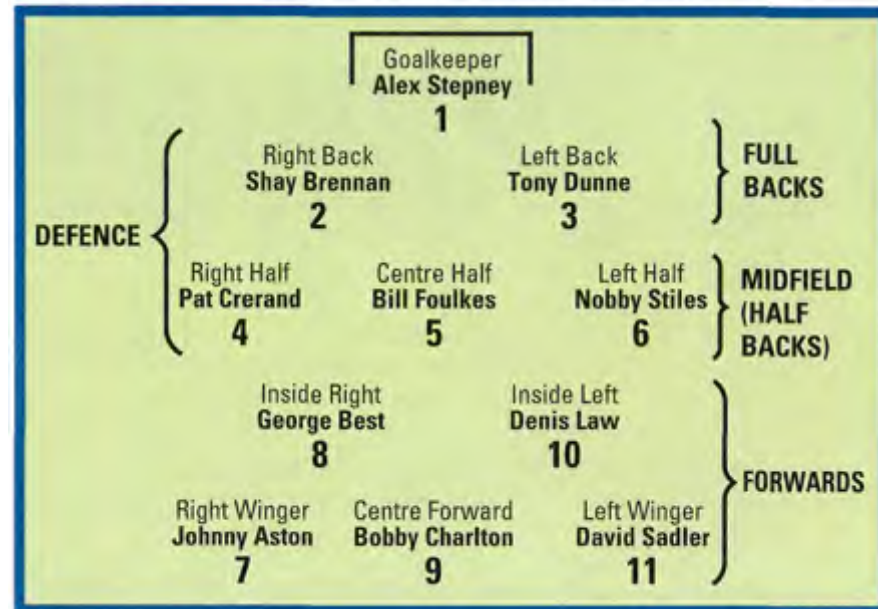 Goalkeeper
Alex Stepney
1
Right Back
Shay Brennan
2
Left Back
Tony Dunne
3
FULL
BACKS
DEFENCE
Right Half
Pat Crerand
4
Centre Half
Bill Foulkes
5
Left Half
Nobby Stiles
6
MIDFIELD
(HALF
BACKS)
Inside Right
George Best
8
Inside Left
Denis Law
10
FORWARDS
Right Winger
Johnny Aston
7
Centre Forward
Bobby Charlton
9
Left Winger
David Sadler
11